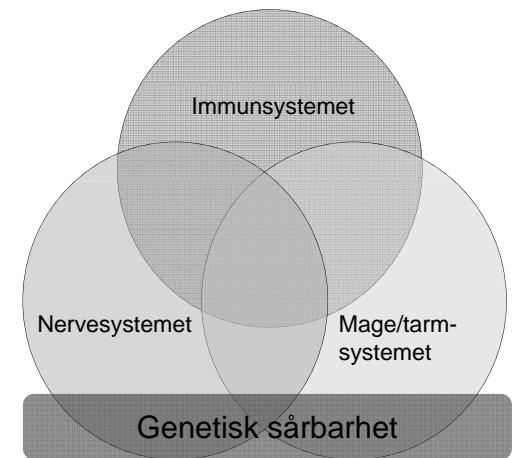 Immunsystemet
Nervesystemet
Mage/tarm-
systemet
Genetisk sårbarhet